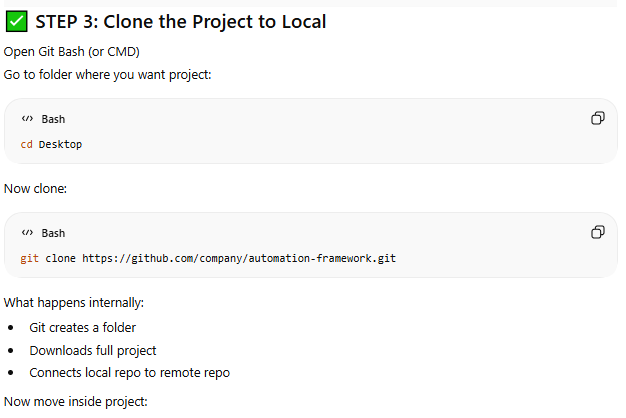 ✅ STEP 3: Clone the Project to Local
Open Git Bash (or CMD)
Go to folder where you want project:
</> Bash
cd Desktop
Now clone:
</> Bash
git clone https://github.com/company/automation-framework.git
What happens internally:
• Git creates a folder
• Downloads full project
• Connects local repo to remote repo
Now move inside project: